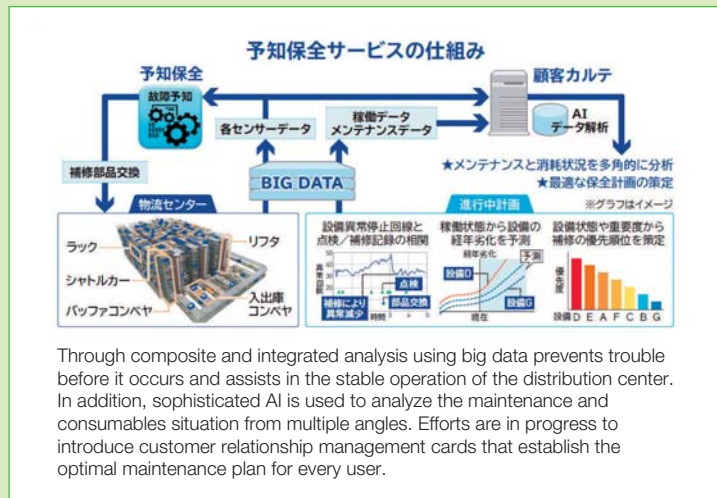 予知保全サービスの仕組み
予知保全
顧客カルテ
故障予知
各センサーデータ
稼働データ
メンテナンスデータ
AI
データ解析
補修部品交換
BIG DATA
★メンテナンスと消耗状況を多角的に分析
★最適な保全計画の策定
物流センター
進行中計画
※グラフはイメージ
ラック
リフタ
シャトルカー
バッファコンベヤ
入出庫
コンベヤ
設備異常停止回線と
点検/補修記録の相関
異常回数
50
40
30
20
点検
補修により
異常減少
部品交換
時間
稼働状態から設備の
経年劣化を予測
経年劣化
予測
設備D
設備G
現在
設備状態や重要度から
補修の優先順位を策定
優先度
設備 D E A F C B G
Through composite and integrated analysis using big data prevents trouble
before it occurs and assists in the stable operation of the distribution center.
In addition, sophisticated AI is used to analyze the maintenance and
consumables situation from multiple angles. Efforts are in progress to
introduce customer relationship management cards that establish the
optimal maintenance plan for every user.